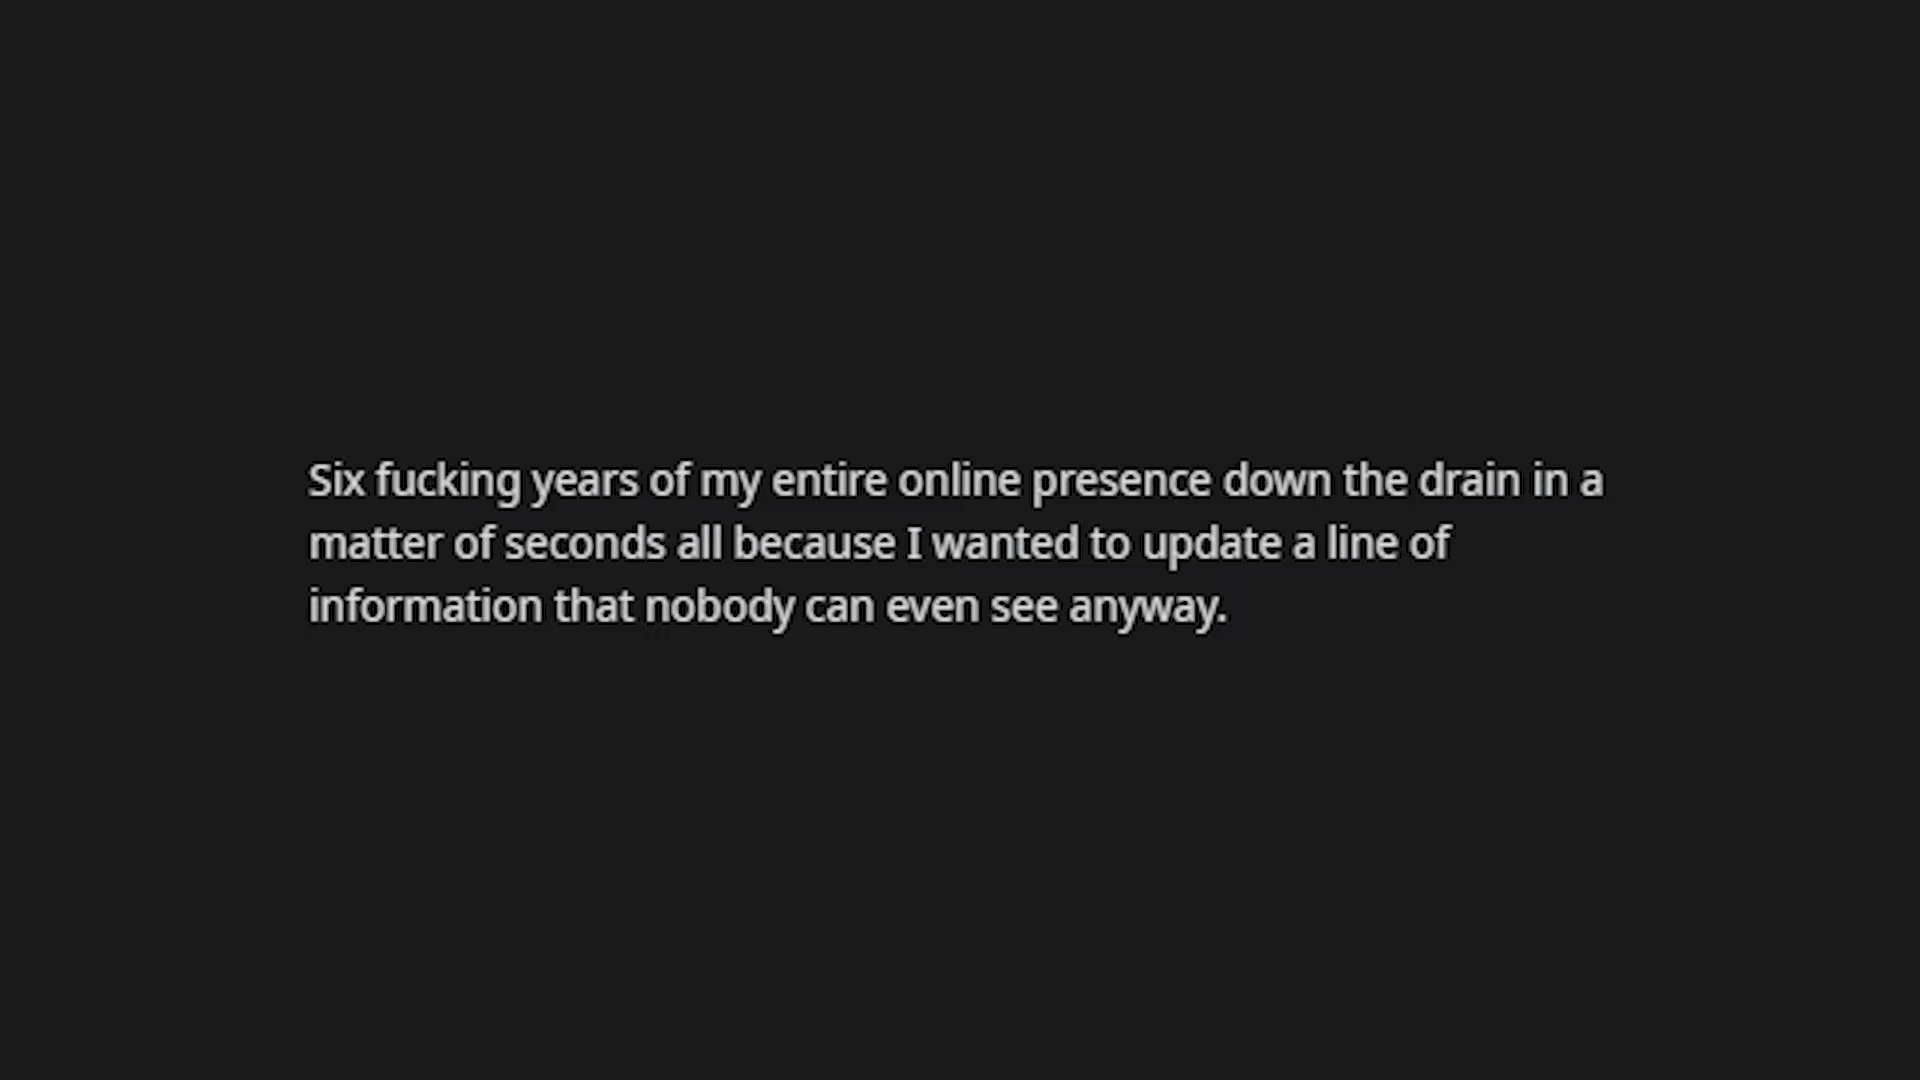 Six fucking years of my entire online presence down the drain in a
matter of seconds all because I wanted to update a line of
information that nobody can even see anyway.